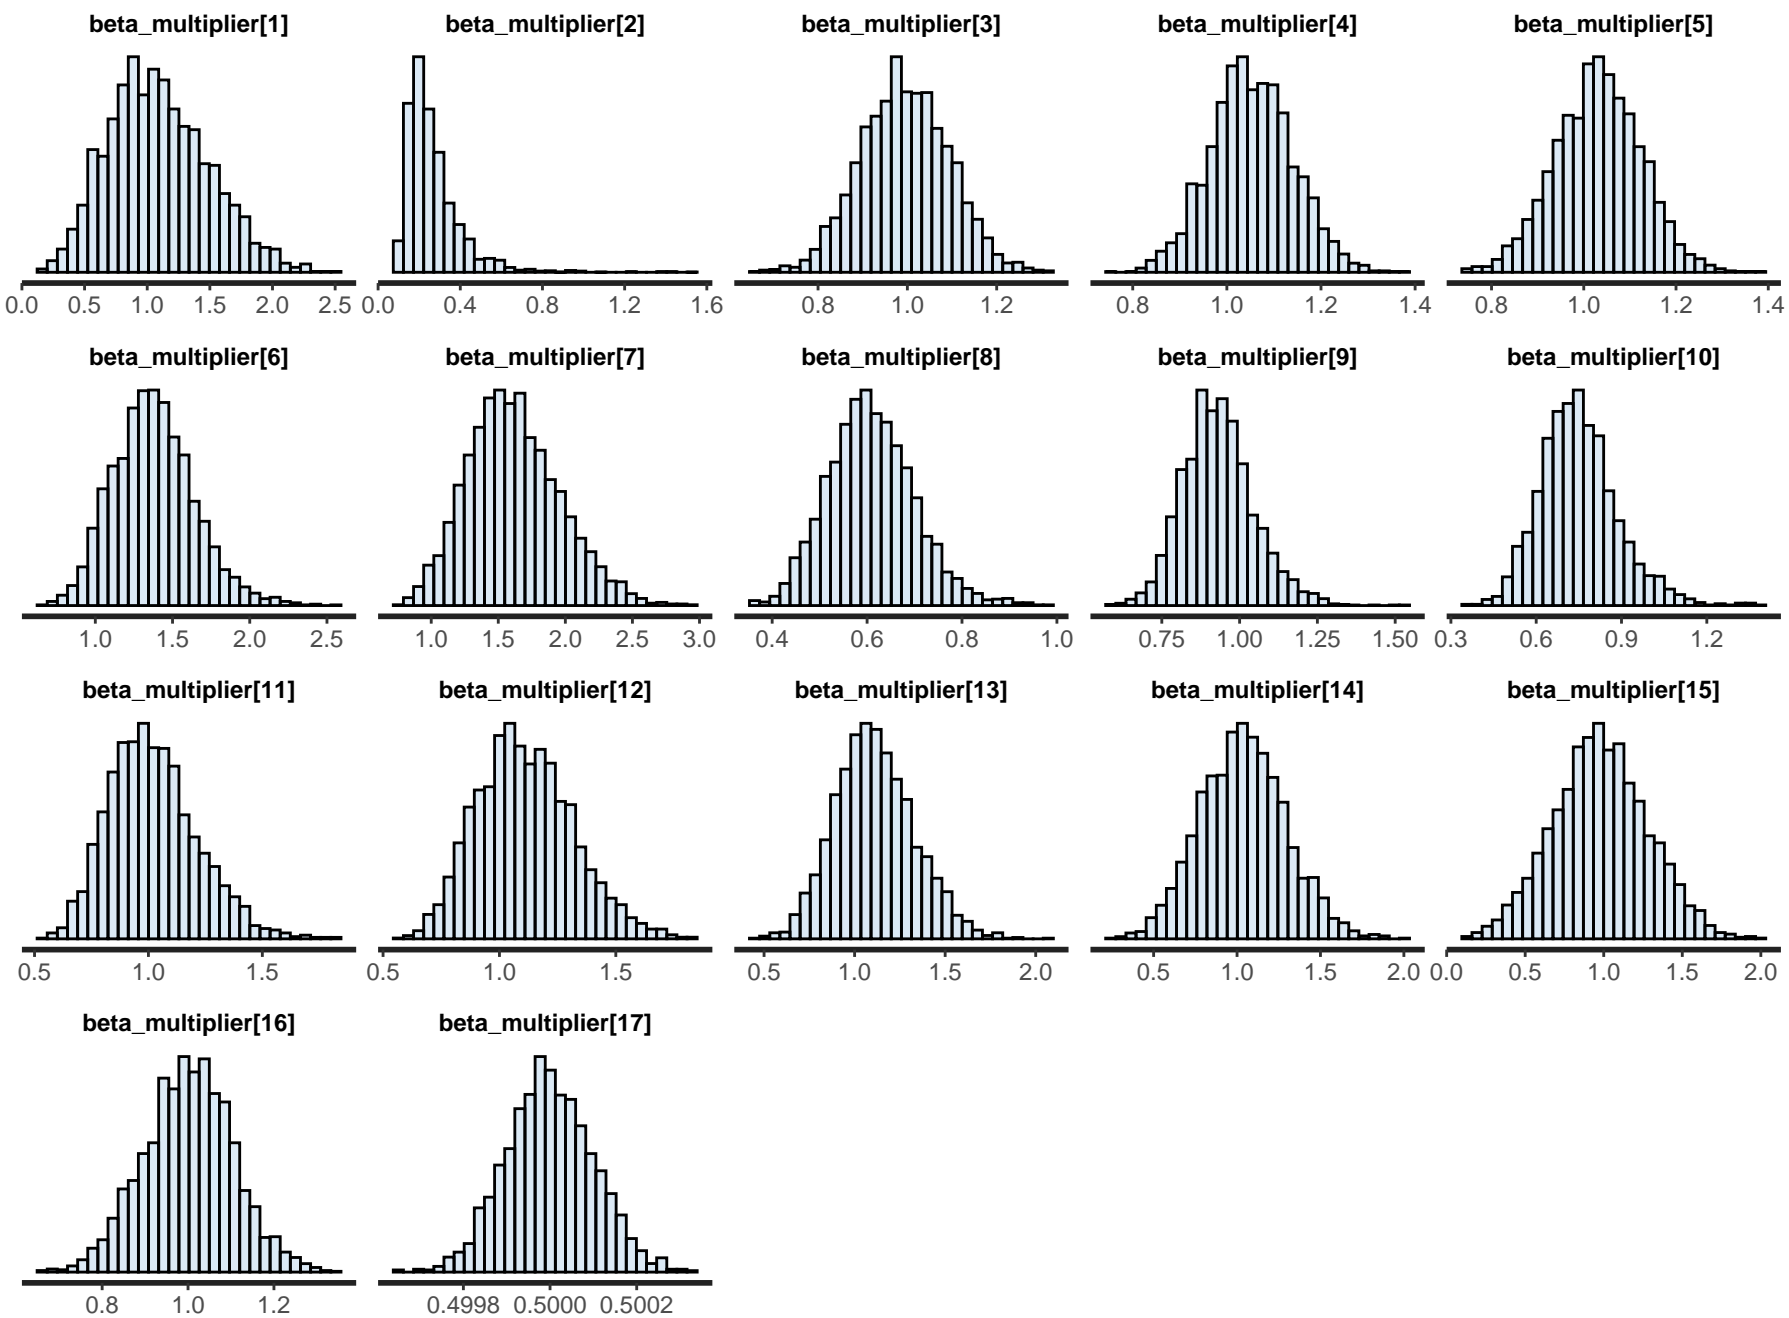 beta_multiplier[1] beta_multiplier[2] beta_multiplier[3] beta_multiplier[4] beta_multiplier[5]
0.0 0.5 1.0 1.5 2.0 2.5 0.0 0.4 0.8 1.2 1.6 0.8 1.0 1.2 0.8 1.0 1.2 1.4 0.8 1.0 1.2 1.4
beta_multiplier[6] beta_multiplier[7] beta_multiplier[8] beta_multiplier[9] beta_multiplier[10]
1.0 1.5 2.0 2.5 1.0 1.5 2.0 2.5 3.0 0.4 0.6 0.8 1.0 0.75 1.00 1.25 1.50 0.3 0.6 0.9 1.2
beta_multiplier[11] beta_multiplier[12] beta_multiplier[13] beta_multiplier[14] beta_multiplier[15]
0.5 1.0 1.5 0.5 1.0 1.5 0.5 1.0 1.5 2.0 0.5 1.0 1.5 2.0 0.0 0.5 1.0 1.5 2.0
beta_multiplier[16] beta_multiplier[17]
0.8 1.0 1.2 0.4998 0.5000 0.5002